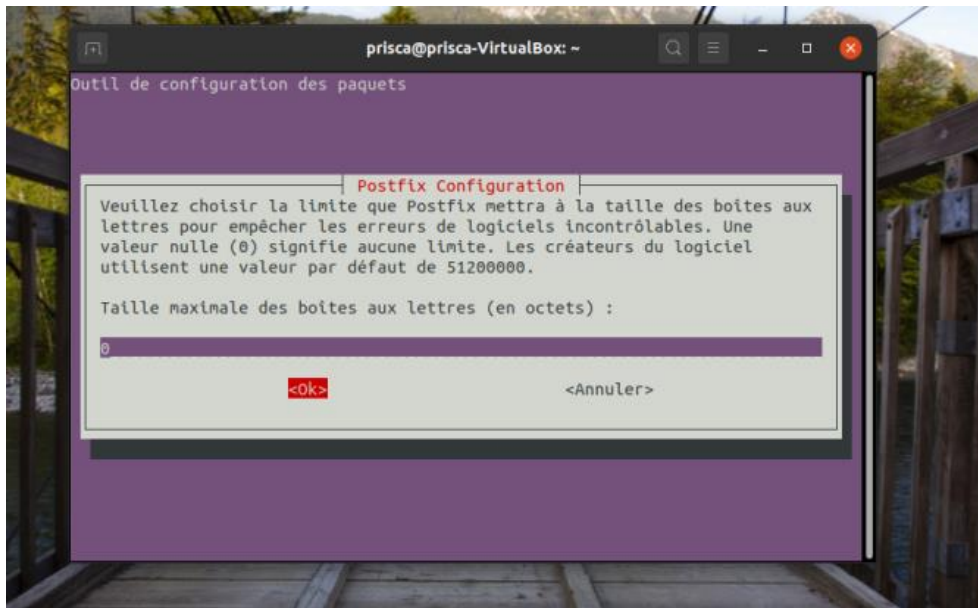 prisca@prisca-VirtualBox: ~
Outil de configuration des paquets
Postfix Configuration
Veuillez choisir la limite que Postfix mettra à la taille des boîtes aux
lettres pour empêcher les erreurs de logiciels incontrôlables. Une
valeur nulle (0) signifie aucune limite. Les créateurs du logiciel
utilisent une valeur par défaut de 51200000.
Taille maximale des boîtes aux lettres (en octets) :
0
<Ok> <Annuler>